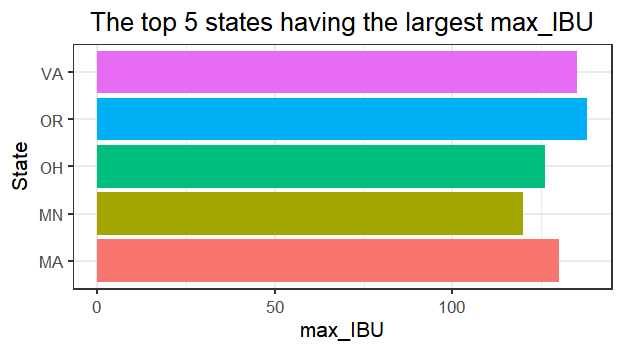 The top 5 states having the largest max_IBU
State
VA
OR
OH
MN
MA
0 50 100
max_IBU